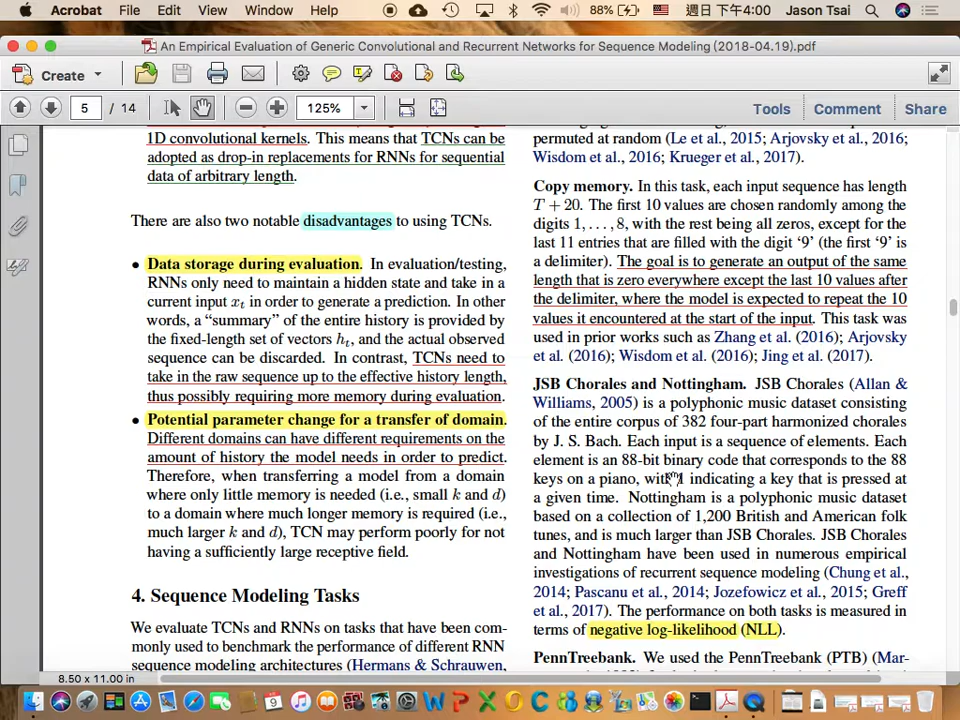 Acrobat File Edit View Window Help 88% 週日 下午4:00 Jason Tsai
An Empirical Evaluation of Generic Convolutional and Recurrent Networks for Sequence Modeling (2018-04.19).pdf
Create
5 / 14 125% Tools Comment Share
1D convolutional kernels. This means that TCNs can be
adopted as drop-in replacements for RNNs for sequential
data of arbitrary length.
There are also two notable disadvantages to using TCNs.
• Data storage during evaluation. In evaluation/testing,
RNNs only need to maintain a hidden state and take in a
current input xt in order to generate a prediction. In other
words, a “summary” of the entire history is provided by
the fixed-length set of vectors ht, and the actual observed
sequence can be discarded. In contrast, TCNs need to
take in the raw sequence up to the effective history length,
thus possibly requiring more memory during evaluation.
• Potential parameter change for a transfer of domain.
Different domains can have different requirements on the
amount of history the model needs in order to predict.
Therefore, when transferring a model from a domain
where only little memory is needed (i.e., small k and d)
to a domain where much longer memory is required (i.e.,
much larger k and d), TCN may perform poorly for not
having a sufficiently large receptive field.
4. Sequence Modeling Tasks
We evaluate TCNs and RNNs on tasks that have been com-
monly used to benchmark the performance of different RNN
sequence modeling architectures (Hermans & Schrauwen,
permuted at random (Le et al., 2015; Arjovsky et al., 2016;
Wisdom et al., 2016; Krueger et al., 2017).
Copy memory. In this task, each input sequence has length
T + 20. The first 10 values are chosen randomly among the
digits 1, . . . , 8, with the rest being all zeros, except for the
last 11 entries that are filled with the digit ‘9’ (the first ‘9’ is
a delimiter). The goal is to generate an output of the same
length that is zero everywhere except the last 10 values after
the delimiter, where the model is expected to repeat the 10
values it encountered at the start of the input. This task was
used in prior works such as Zhang et al. (2016); Arjovsky
et al. (2016); Wisdom et al. (2016); Jing et al. (2017).
JSB Chorales and Nottingham. JSB Chorales (Allan &
Williams, 2005) is a polyphonic music dataset consisting
of the entire corpus of 382 four-part harmonized chorales
by J. S. Bach. Each input is a sequence of elements. Each
element is an 88-bit binary code that corresponds to the 88
keys on a piano, with 1 indicating a key that is pressed at
a given time. Nottingham is a polyphonic music dataset
based on a collection of 1,200 British and American folk
tunes, and is much larger than JSB Chorales. JSB Chorales
and Nottingham have been used in numerous empirical
investigations of recurrent sequence modeling (Chung et al.,
2014; Pascanu et al., 2014; Jozefowicz et al., 2015; Greff
et al., 2017). The performance on both tasks is measured in
terms of negative log-likelihood (NLL).
PennTreebank. We used the PennTreebank (PTB) (Mar-
8.50 x 11.00 in